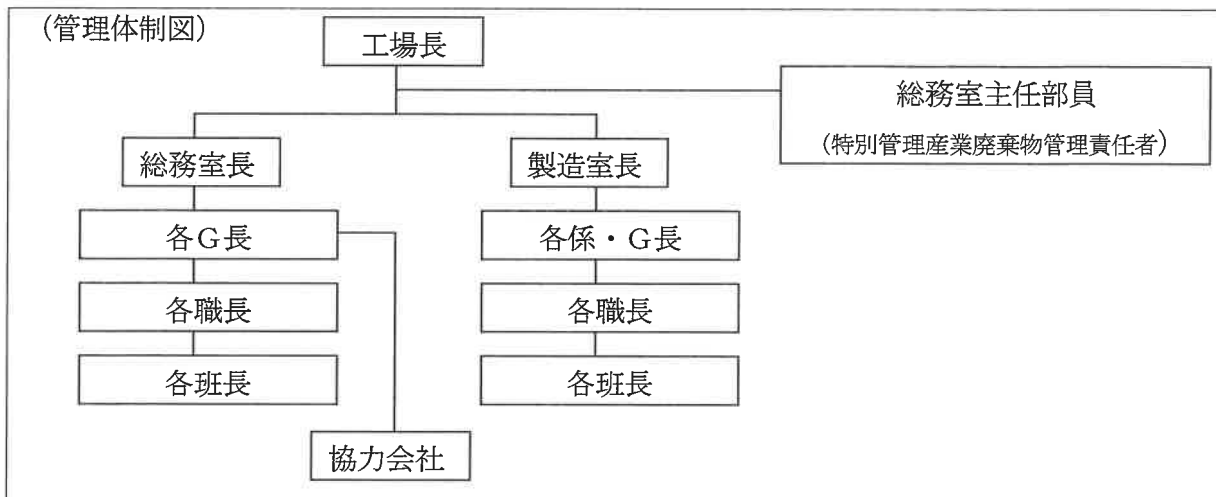 (管理体制図)
工場長
総務室主任部員
(特別管理産業廃棄物管理責任者)
総務室長
製造室長
各G長
各係・G長
各職長
各職長
各班長
各班長
協力会社